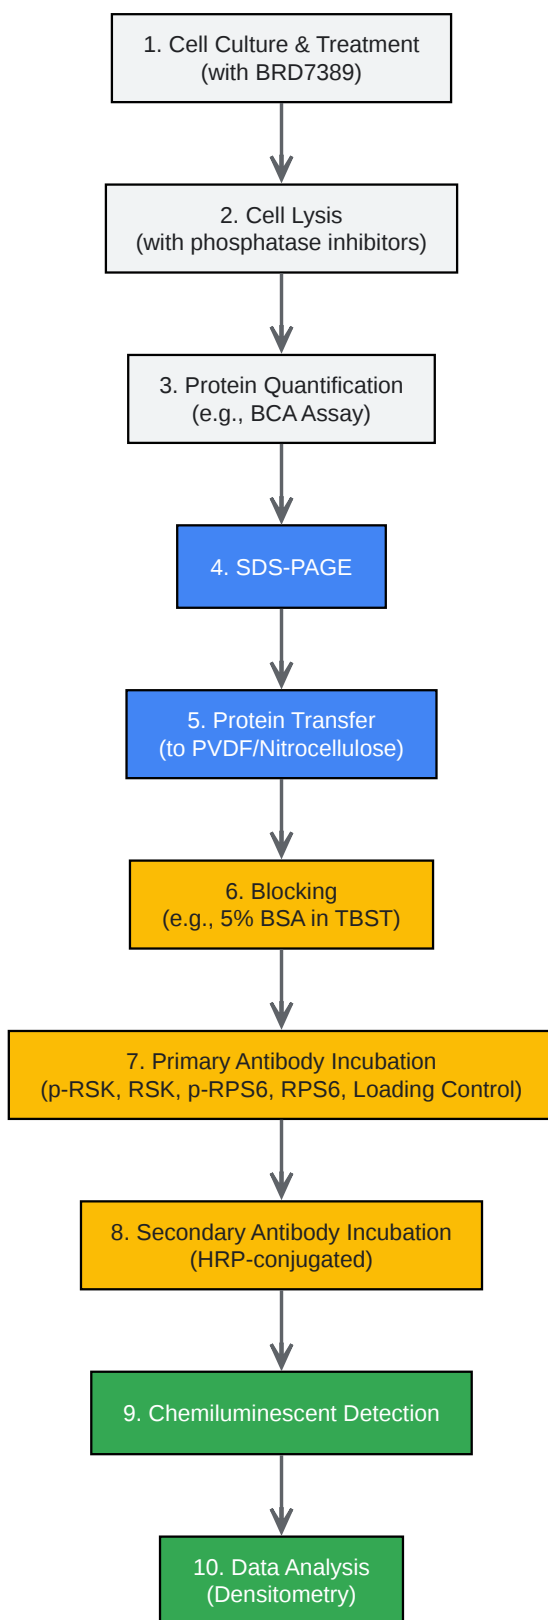 1. Cell Culture & Treatment
(with BRD7389)
2. Cell Lysis
(with phosphatase inhibitors)
3. Protein Quantification
(e.g., BCA Assay)
4. SDS-PAGE
5. Protein Transfer
(to PVDF/Nitrocellulose)
6. Blocking
(e.g., 5% BSA in TBST)
7. Primary Antibody Incubation
(p-RSK, RSK, p-RPS6, RPS6, Loading Control)
8. Secondary Antibody Incubation
(HRP-conjugated)
9. Chemiluminescent Detection
10. Data Analysis
(Densitometry)